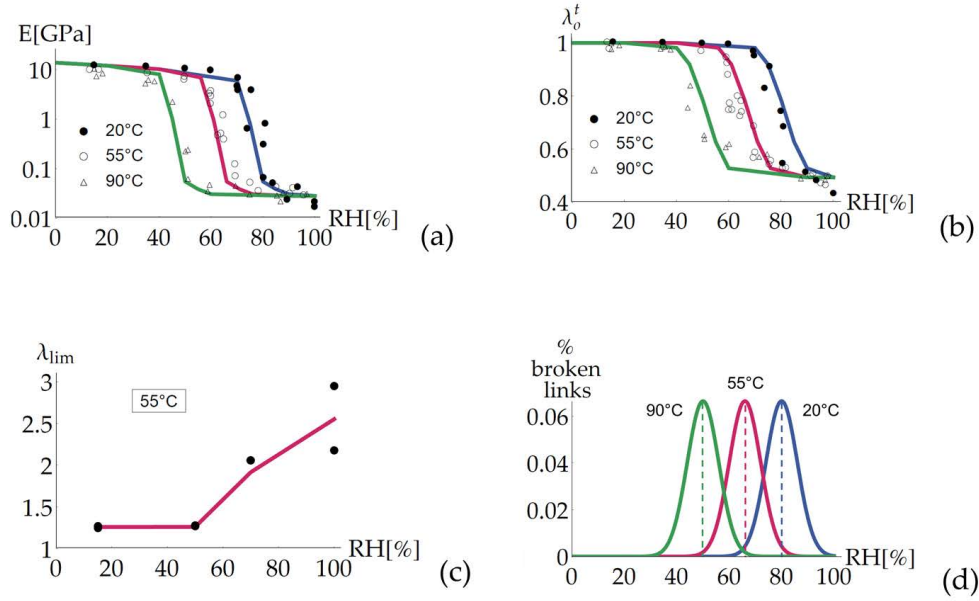 E[GPa]
10
1
0.1
0.01
0 20 40 60 80 100
RH[%]
● 20°C
○ 55°C
△ 90°C
(a)
λₒᵗ
1
0.8
0.6
0.4
0 20 40 60 80 100
RH[%]
● 20°C
○ 55°C
△ 90°C
(b)
λlim
3
2.5
2
1.5
1
55°C
0 20 40 60 80 100
RH[%]
(c)
%
broken
links
0.06
0.04
0.02
0
90°C
55°C
20°C
0 20 40 60 80 100
RH[%]
(d)